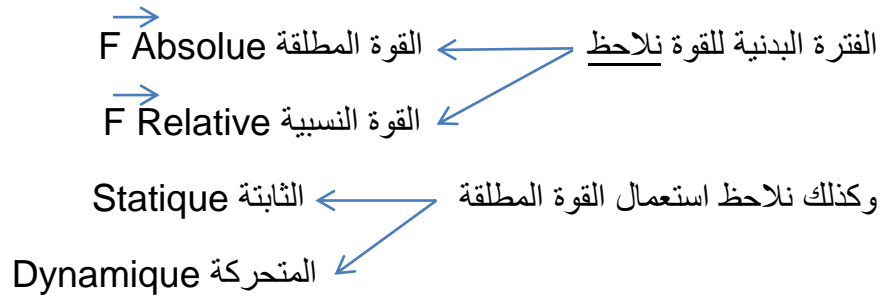 الفترة البدنية للقوة نلاحظ القوة المطلقة F Absolue
القوة النسبية F Relative
وكذلك نلاحظ استعمال القوة المطلقة الثابتة Statique
المتحركة Dynamique